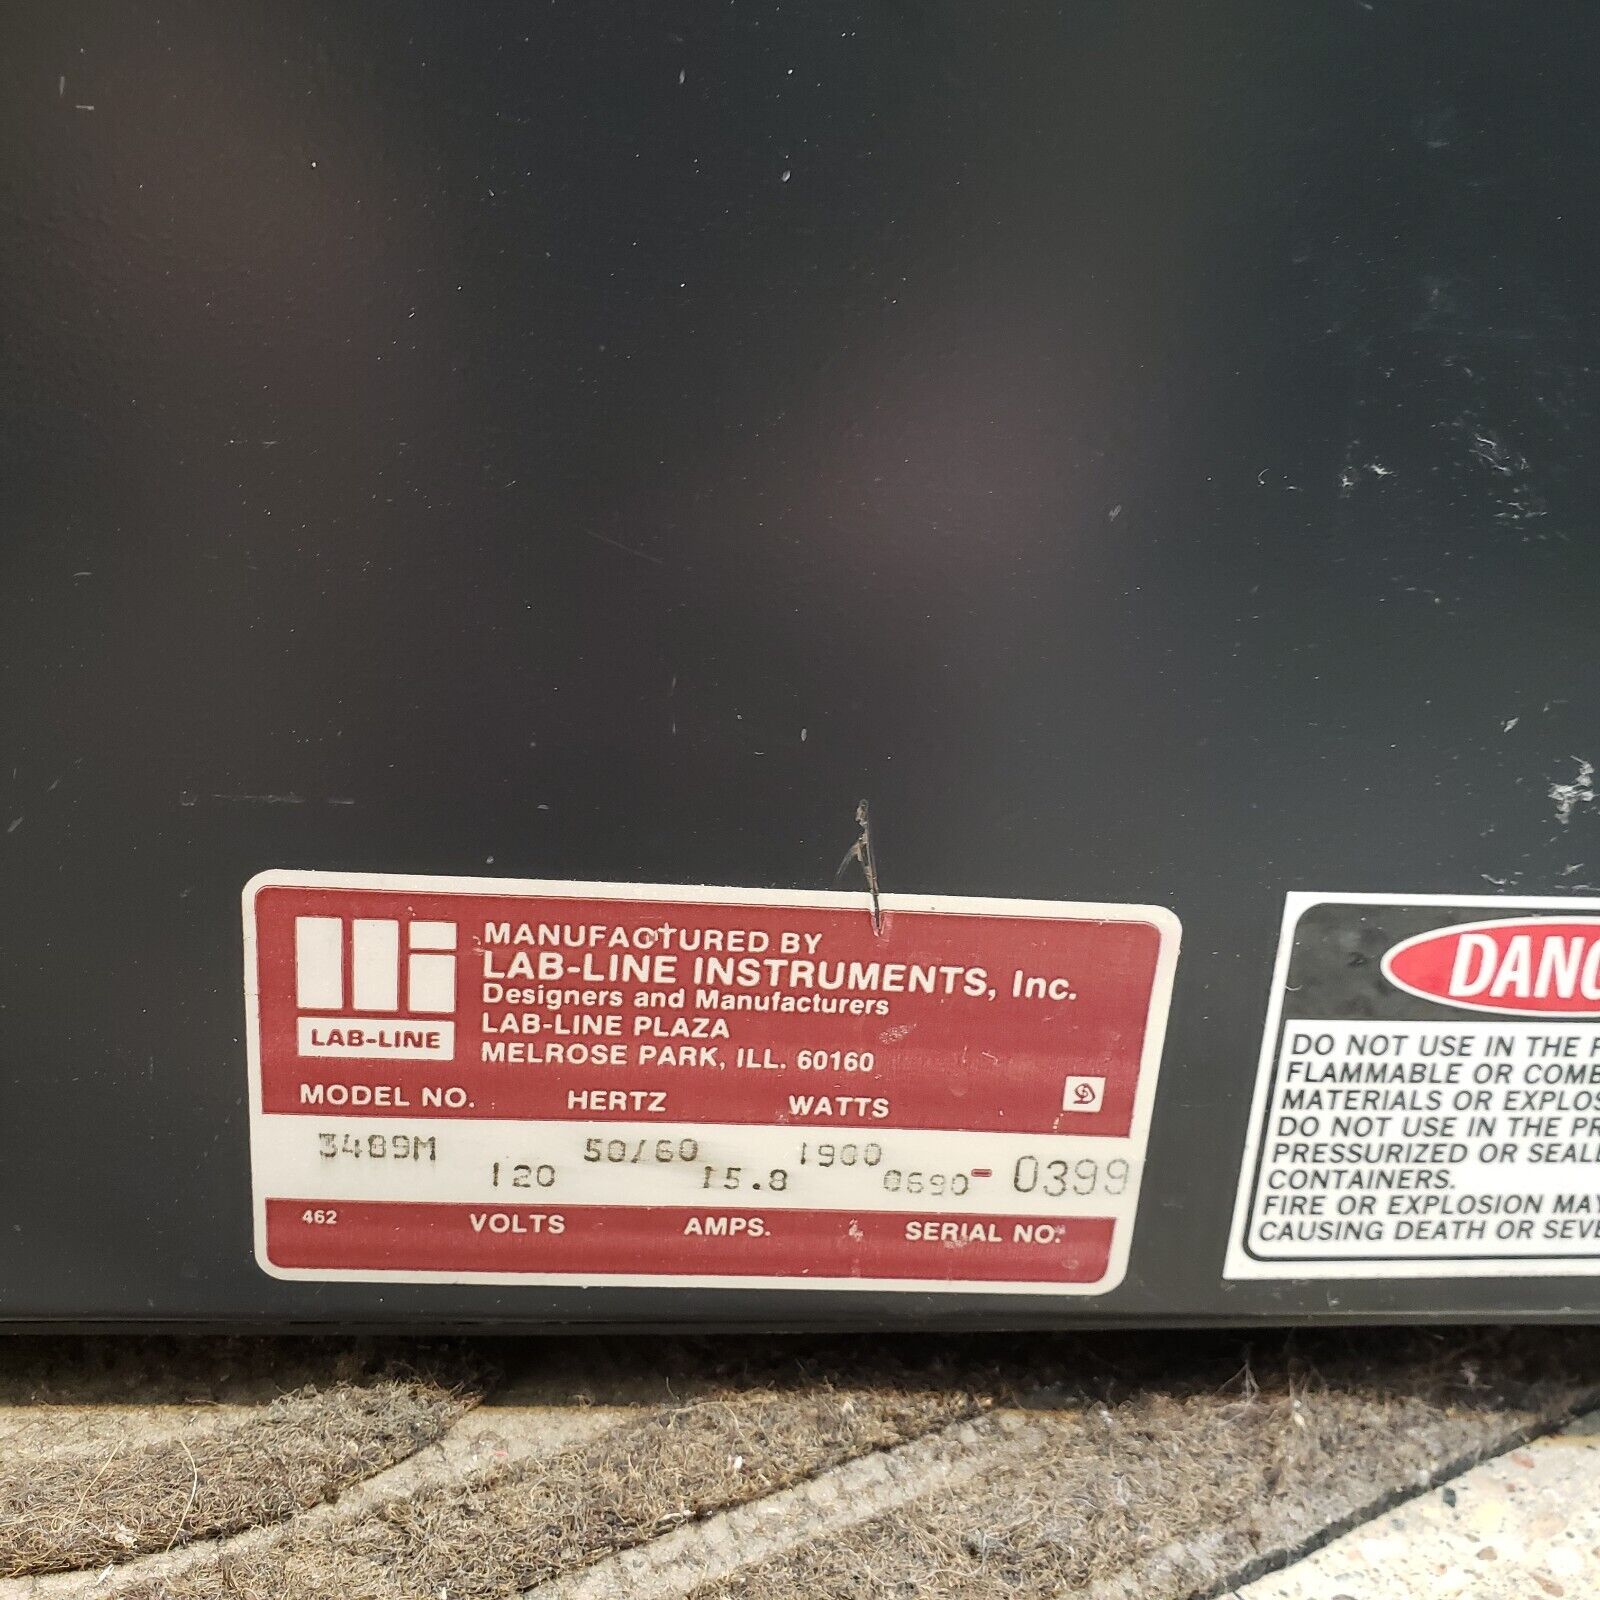 MANUFACTURED BY
LAB-LINE INSTRUMENTS, Inc.
Designers and Manufacturers
LAB-LINE PLAZA
MELROSE PARK, ILL. 60160
LAB-LINE
MODEL NO. HERTZ WATTS
3489M 50/60 1900
120 15.8 0690-0399
462 VOLTS AMPS. SERIAL NO.
DANG
DO NOT USE IN THE
FLAMMABLE OR COMB
MATERIALS OR EXPLOS
DO NOT USE IN THE PR
PRESSURIZED OR SEAL
CONTAINERS.
FIRE OR EXPLOSION MAY
CAUSING DEATH OR SEVE